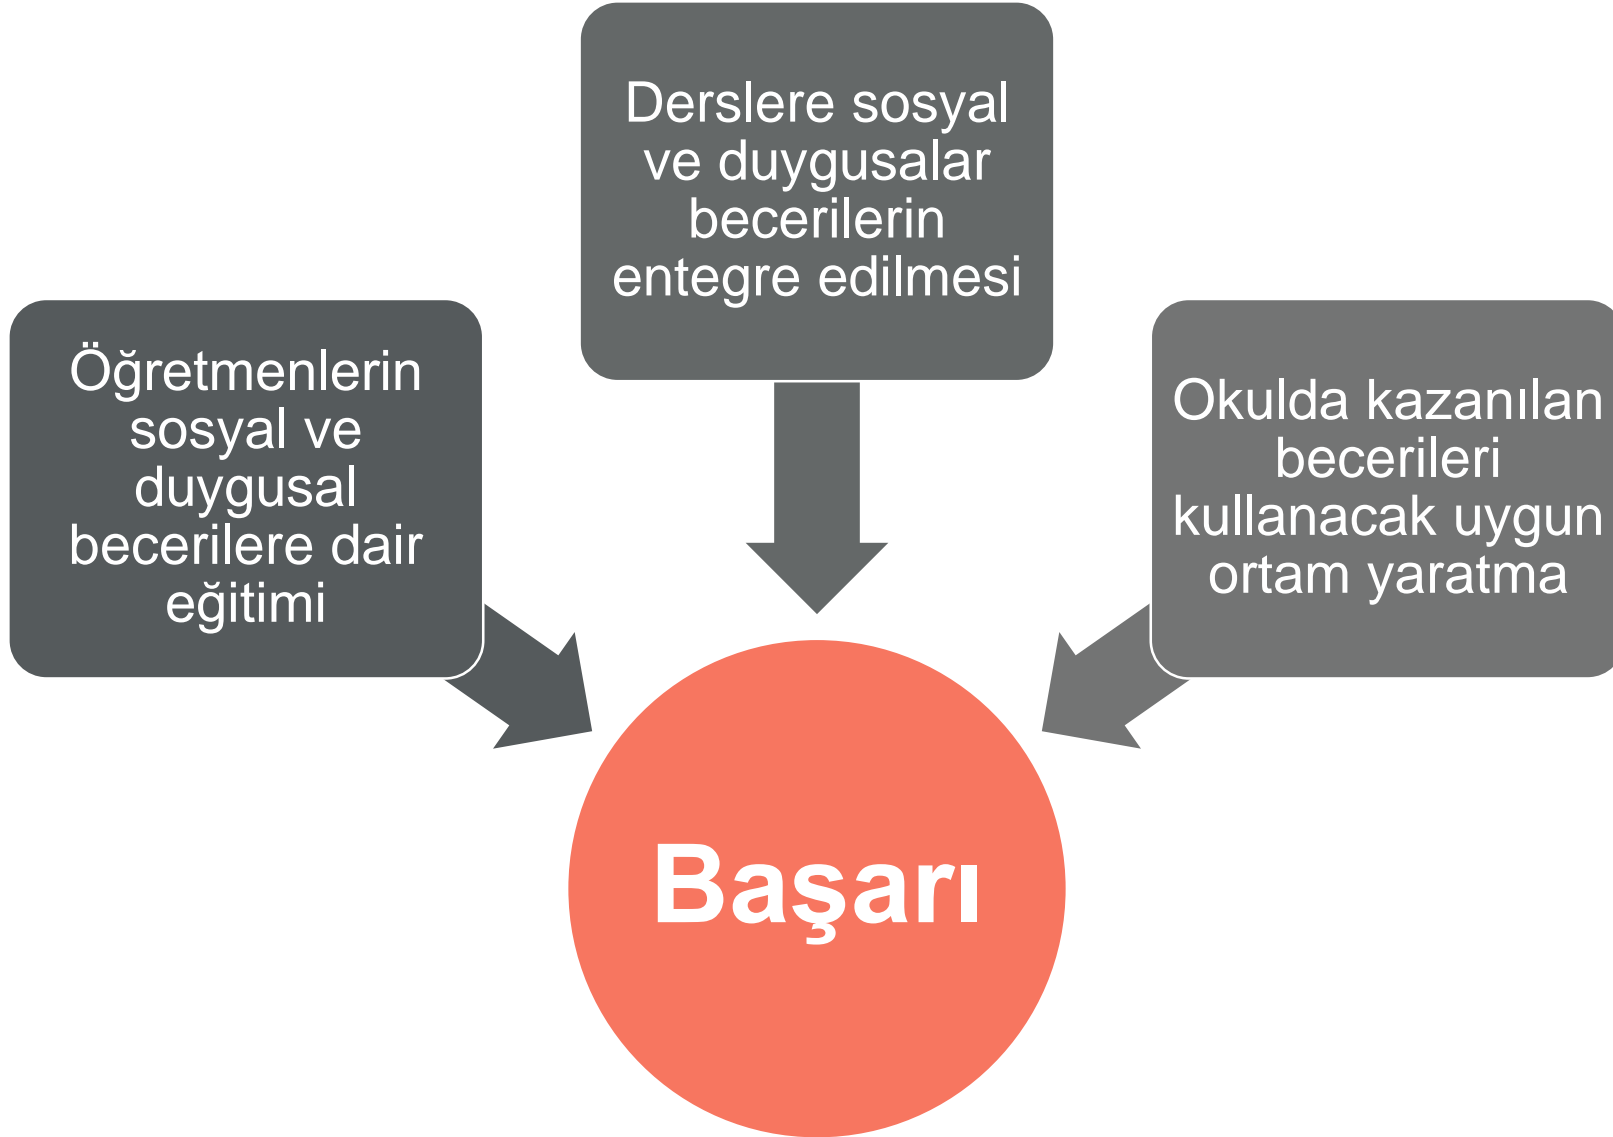 Derslere sosyal
ve duygusalar
becerilerin
entegre edilmesi
Öğretmenlerin
sosyal ve
duygusal
becerilere dair
eğitimi
Okulda kazanılan
becerileri
kullanacak uygun
ortam yaratma
Başarı